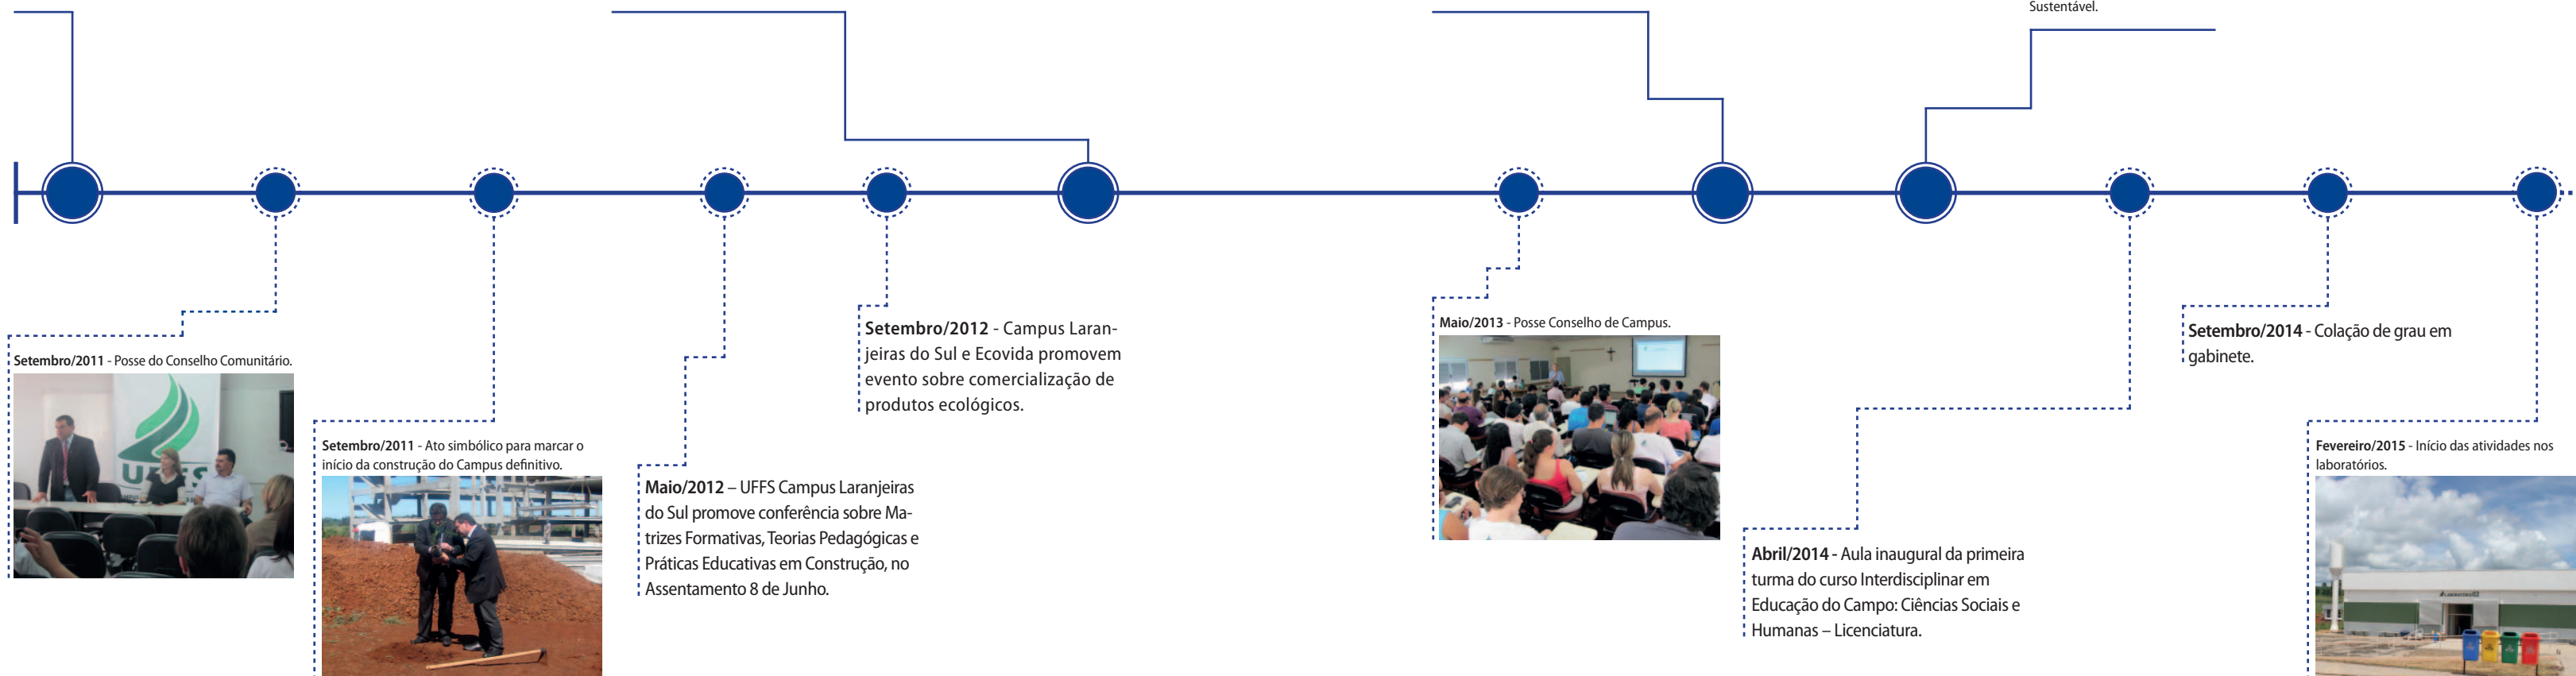 Sustentável.
Setembro/2011 - Posse do Conselho Comunitário.
UFFS
Setembro/2011 - Ato simbólico para marcar o
início da construção do Campus definitivo.
Maio/2012 – UFFS Campus Laranjeiras
do Sul promove conferência sobre Ma-
trizes Formativas, Teorias Pedagógicas e
Práticas Educativas em Construção, no
Assentamento 8 de Junho.
Setembro/2012 - Campus Laran-
jeiras do Sul e Ecovida promovem
evento sobre comercialização de
produtos ecológicos.
Maio/2013 - Posse Conselho de Campus.
Abril/2014 - Aula inaugural da primeira
turma do curso Interdisciplinar em
Educação do Campo: Ciências Sociais e
Humanas – Licenciatura.
Setembro/2014 - Colação de grau em
gabinete.
Fevereiro/2015 - Início das atividades nos
laboratórios.